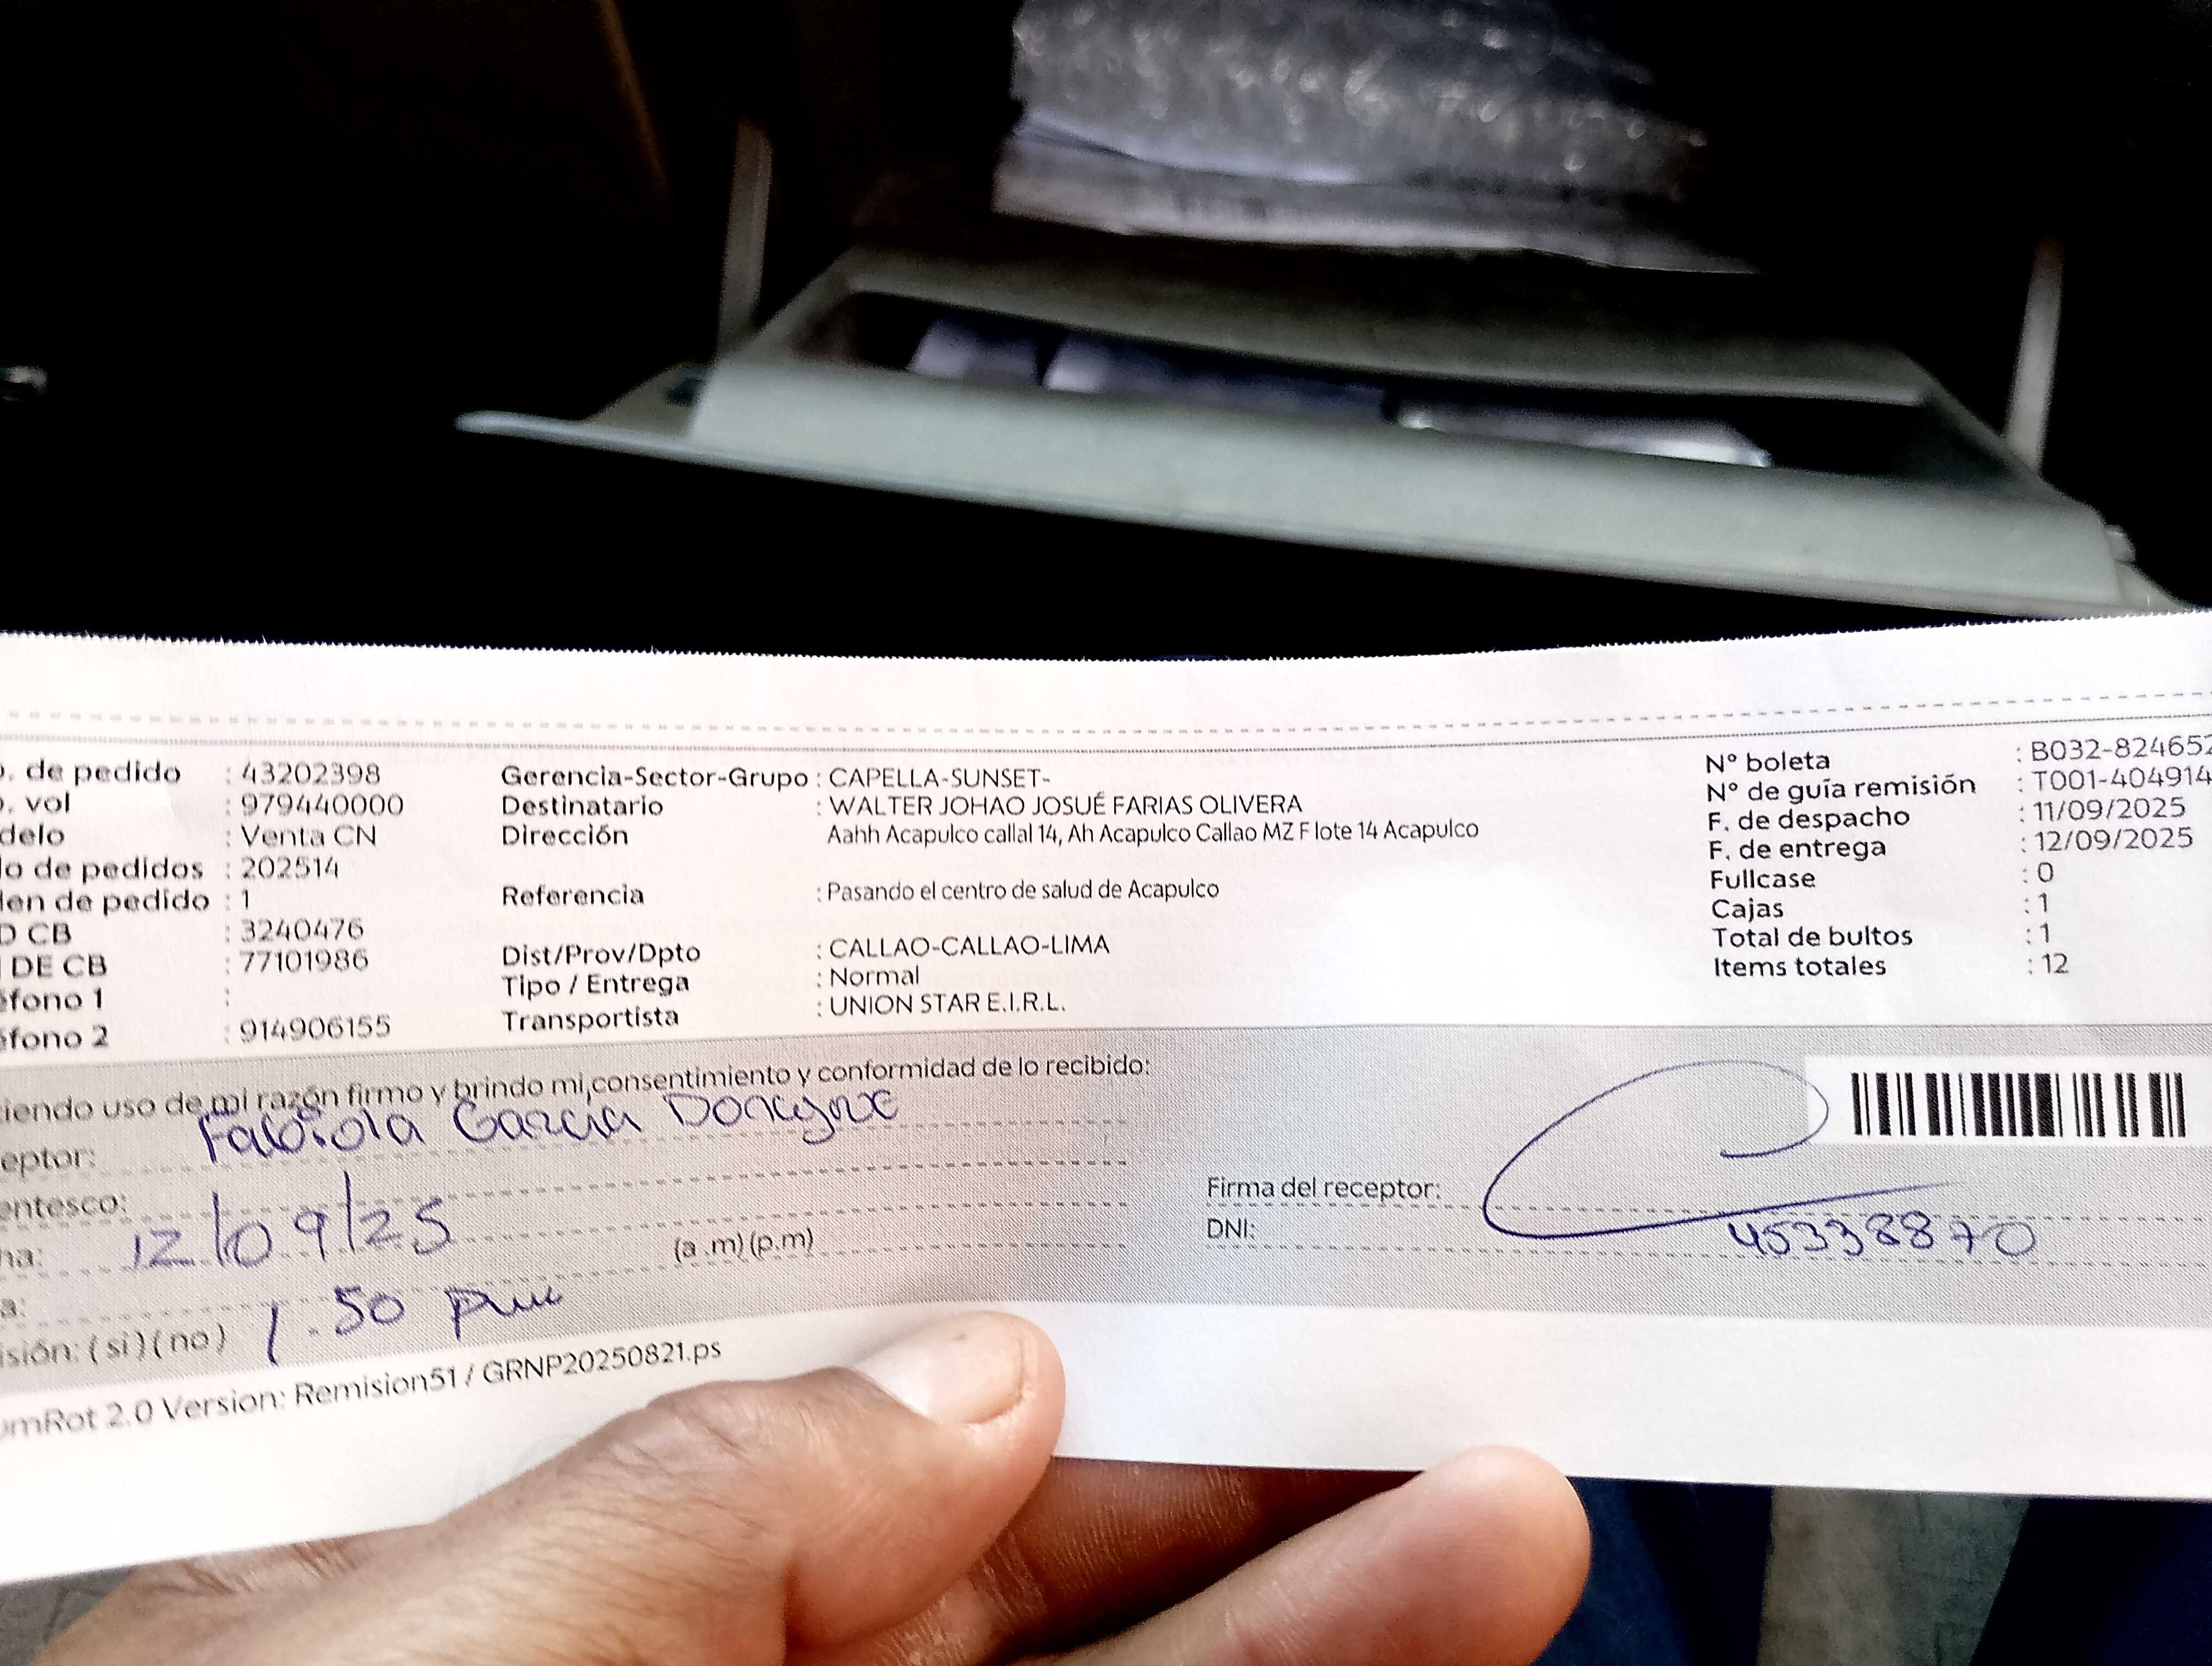 . de pedido : 43202398
. vol : 979440000
delo : Venta CN
o de pedidos : 202514
den de pedido : 1
D CB : 3240476
DE CB : 77101986
éfono 1 :
éfono 2 : 914906155
Gerencia-Sector-Grupo : CAPELLA-SUNSET-
Destinatario : WALTER JOHAO JOSUÉ FARIAS OLIVERA
Dirección Aahh Acapulco callal 14, Ah Acapulco Callao MZ F lote 14 Acapulco
Referencia : Pasando el centro de salud de Acapulco
Dist/Prov/Dpto : CALLAO-CALLAO-LIMA
Tipo / Entrega : Normal
Transportista : UNION STAR E.I.R.L.
N° boleta : B032-824652
N° de guía remisión : T001-404914
F. de despacho : 11/09/2025
F. de entrega : 12/09/2025
Fullcase : 0
Cajas : 1
Total de bultos : 1
Items totales : 12
iendo uso de mi razón firmo y brindo mi consentimiento y conformidad de lo recibido:
eptor: Fabiola Garcia
entesco:
ha: 12/09/25 (a .m) (p.m)
a: 1.50 pm
isión: ( si ) ( no )
Firma del receptor:
DNI: 45338870
omRot 2.0 Version: Remision51 / GRNP20250821.ps